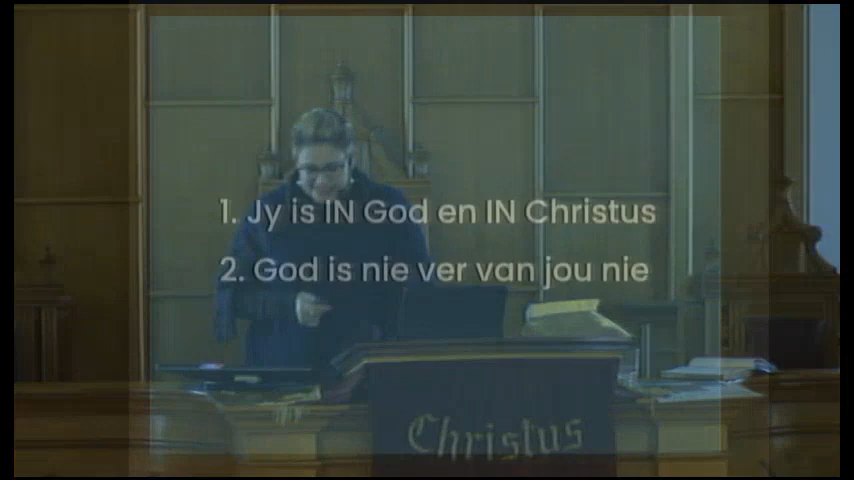 1. Jy is IN God en IN Christus
2. God is nie ver van jou nie
Christus